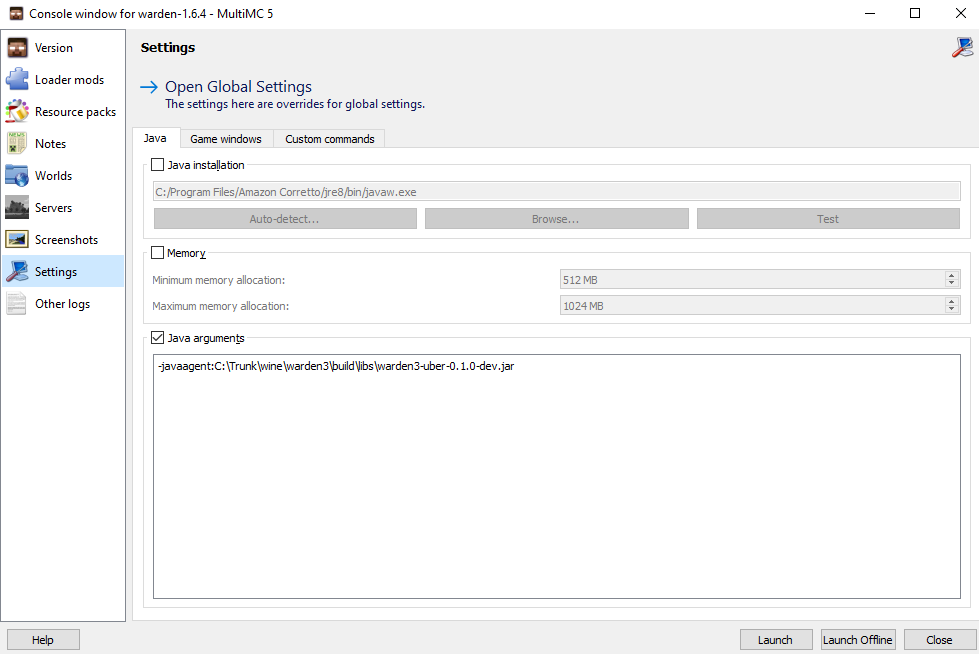 Console window for warden-1.6.4 - MultiMC 5
Version
Loader mods
Resource packs
Notes
Worlds
Servers
Screenshots
Settings
Other logs
Settings
Open Global Settings
The settings here are overrides for global settings.
Java Game windows Custom commands
Java installation
C:/Program Files/Amazon Corretto/jre8/bin/javaw.exe
Auto-detect... Browse... Test
Memory
Minimum memory allocation: 512 MB
Maximum memory allocation: 1024 MB
Java arguments
-javaagent:C:\Trunk\wine\warden3\build\libs\warden3-uber-0.1.0-dev.jar
Help Launch Launch Offline Close